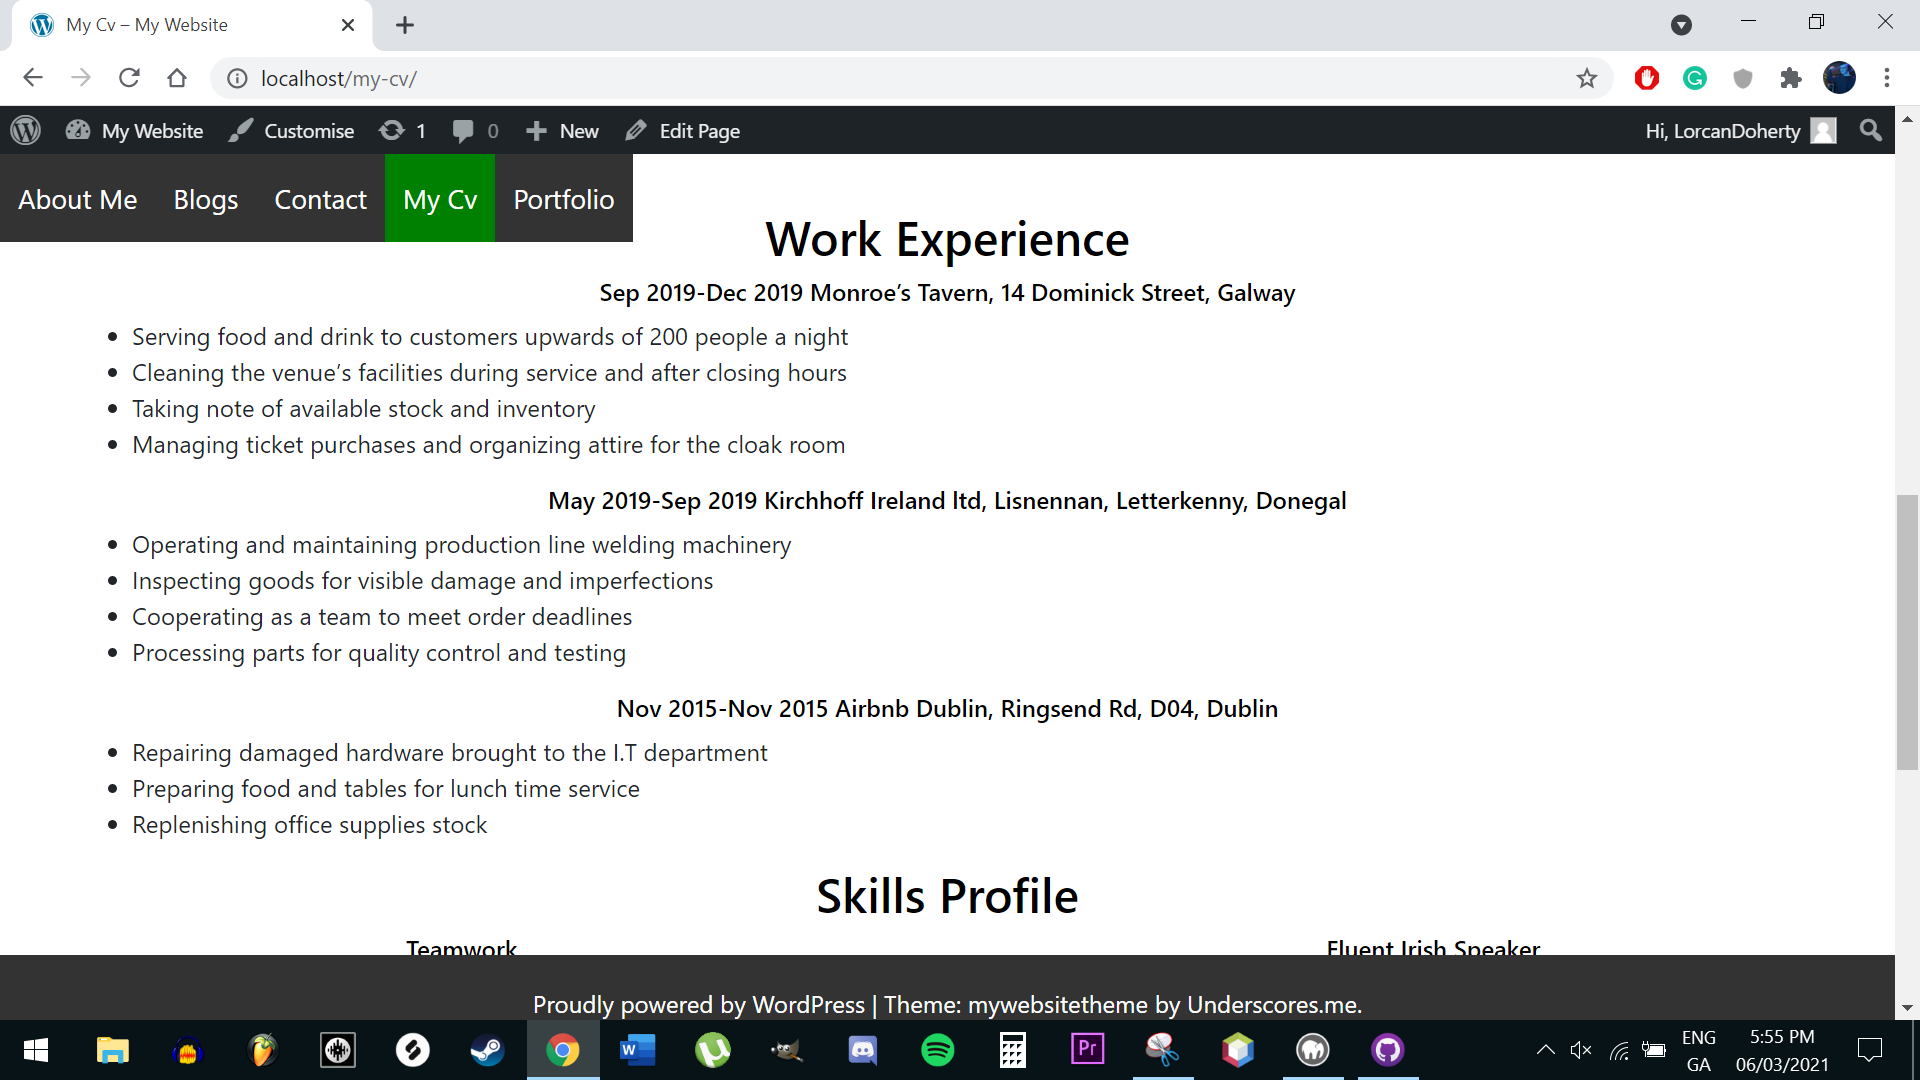 My Cv – My Website
localhost/my-cv/
My Website Customise 1 0 New Edit Page Hi, LorcanDoherty
About Me Blogs Contact My Cv Portfolio
Work Experience
Sep 2019-Dec 2019 Monroe’s Tavern, 14 Dominick Street, Galway
Serving food and drink to customers upwards of 200 people a night
Cleaning the venue’s facilities during service and after closing hours
Taking note of available stock and inventory
Managing ticket purchases and organizing attire for the cloak room
May 2019-Sep 2019 Kirchhoff Ireland ltd, Lisnennan, Letterkenny, Donegal
Operating and maintaining production line welding machinery
Inspecting goods for visible damage and imperfections
Cooperating as a team to meet order deadlines
Processing parts for quality control and testing
Nov 2015-Nov 2015 Airbnb Dublin, Ringsend Rd, D04, Dublin
Repairing damaged hardware brought to the I.T department
Preparing food and tables for lunch time service
Replenishing office supplies stock
Skills Profile
Teamwork Fluent Irish Speaker
Proudly powered by WordPress | Theme: mywebsitetheme by Underscores.me.
ENG 5:55 PM
GA 06/03/2021